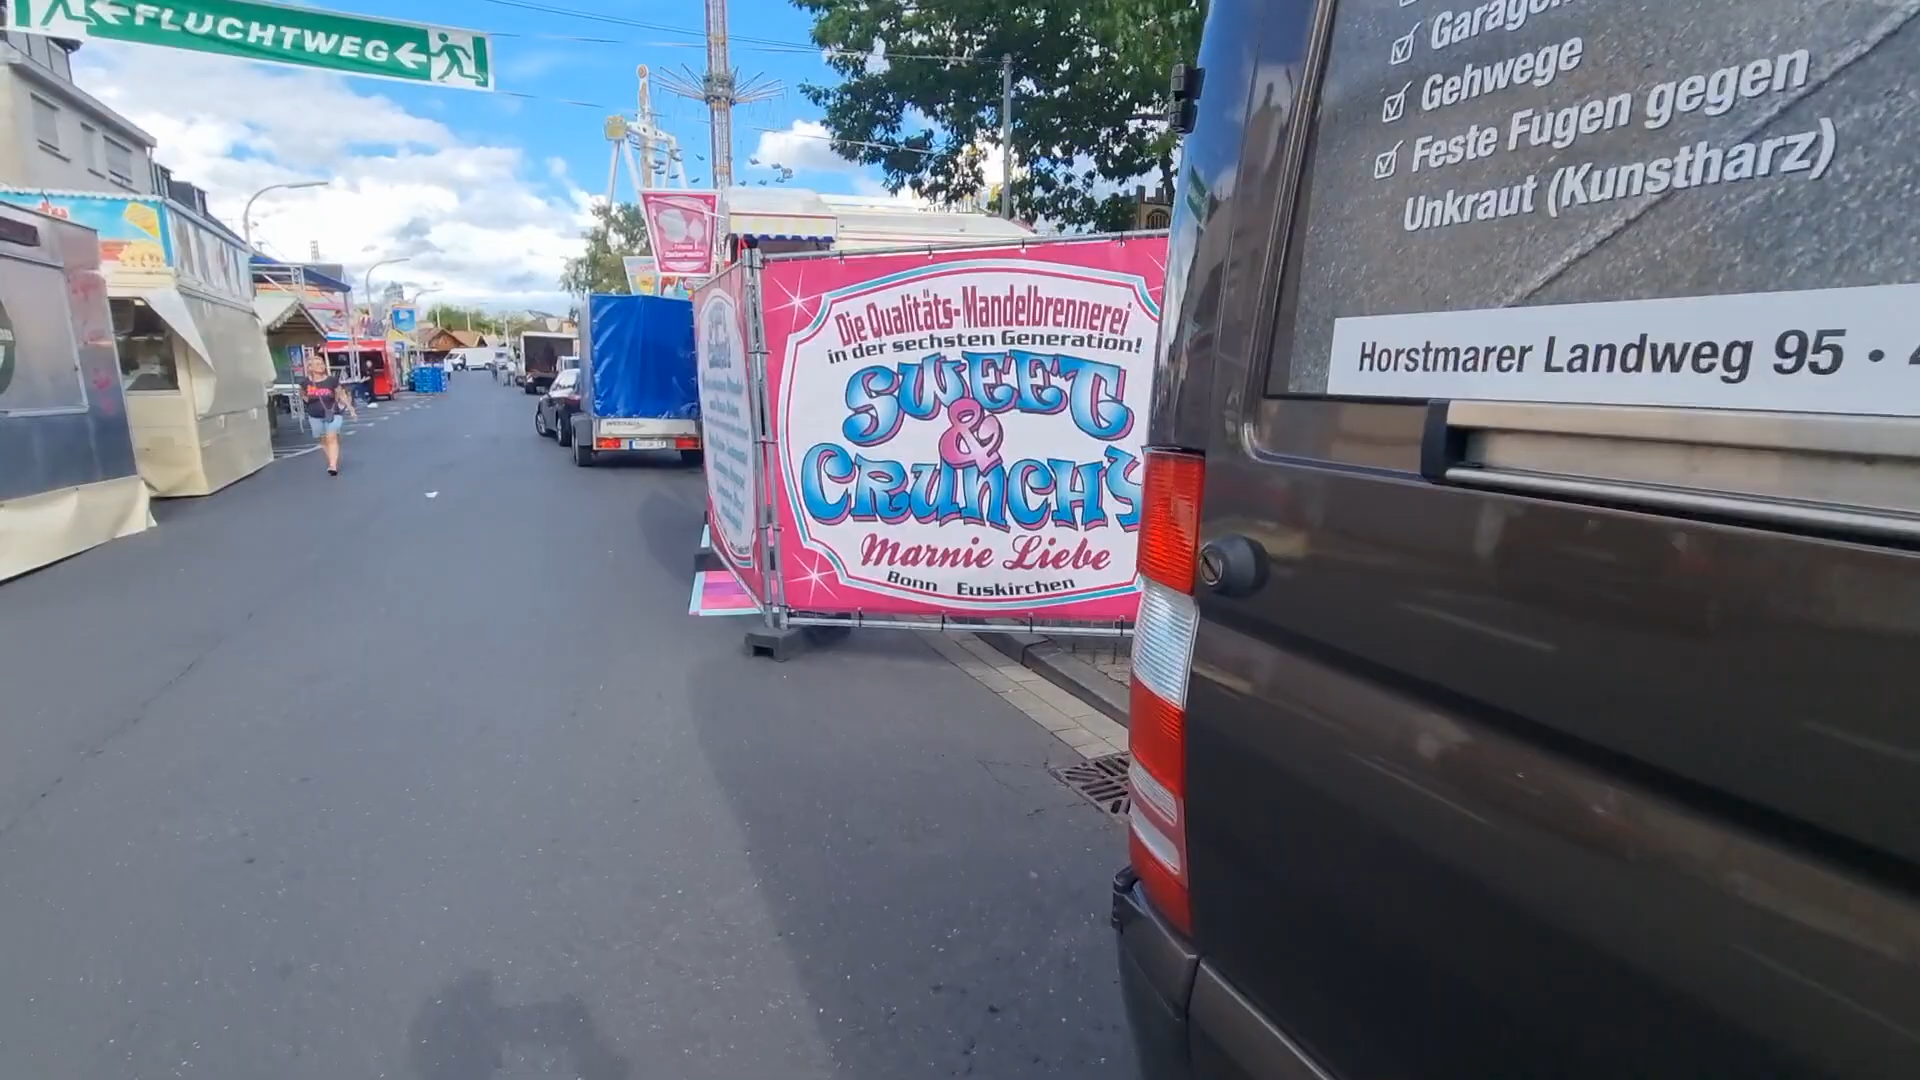 FLUCHTWEG
Gehwege
Feste Fugen gegen
Unkraut (Kunstharz)
Horstmarer Landweg 95 •
Die Qualitäts-Mandelbrennerei
in der sechsten Generation!
SWEET
&
CRUNCHY
Marnie Liebe
Bonn Euskirchen